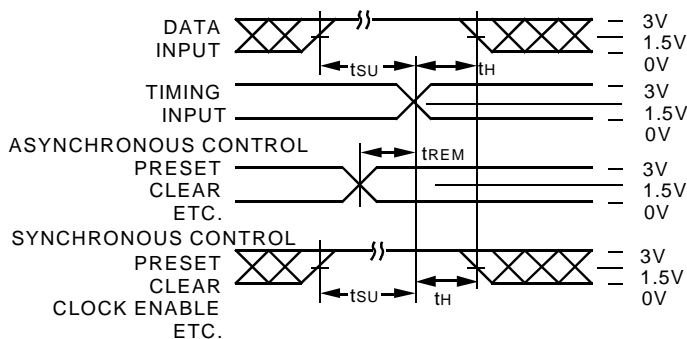 DATA
INPUT
3V
1.5V
0V
tSU
tH
TIMING
INPUT
3V
1.5V
0V
ASYNCHRONOUS CONTROL
PRESET
CLEAR
ETC.
tREM
3V
1.5V
0V
SYNCHRONOUS CONTROL
PRESET
CLEAR
CLOCK ENABLE
ETC.
tSU
tH
3V
1.5V
0V